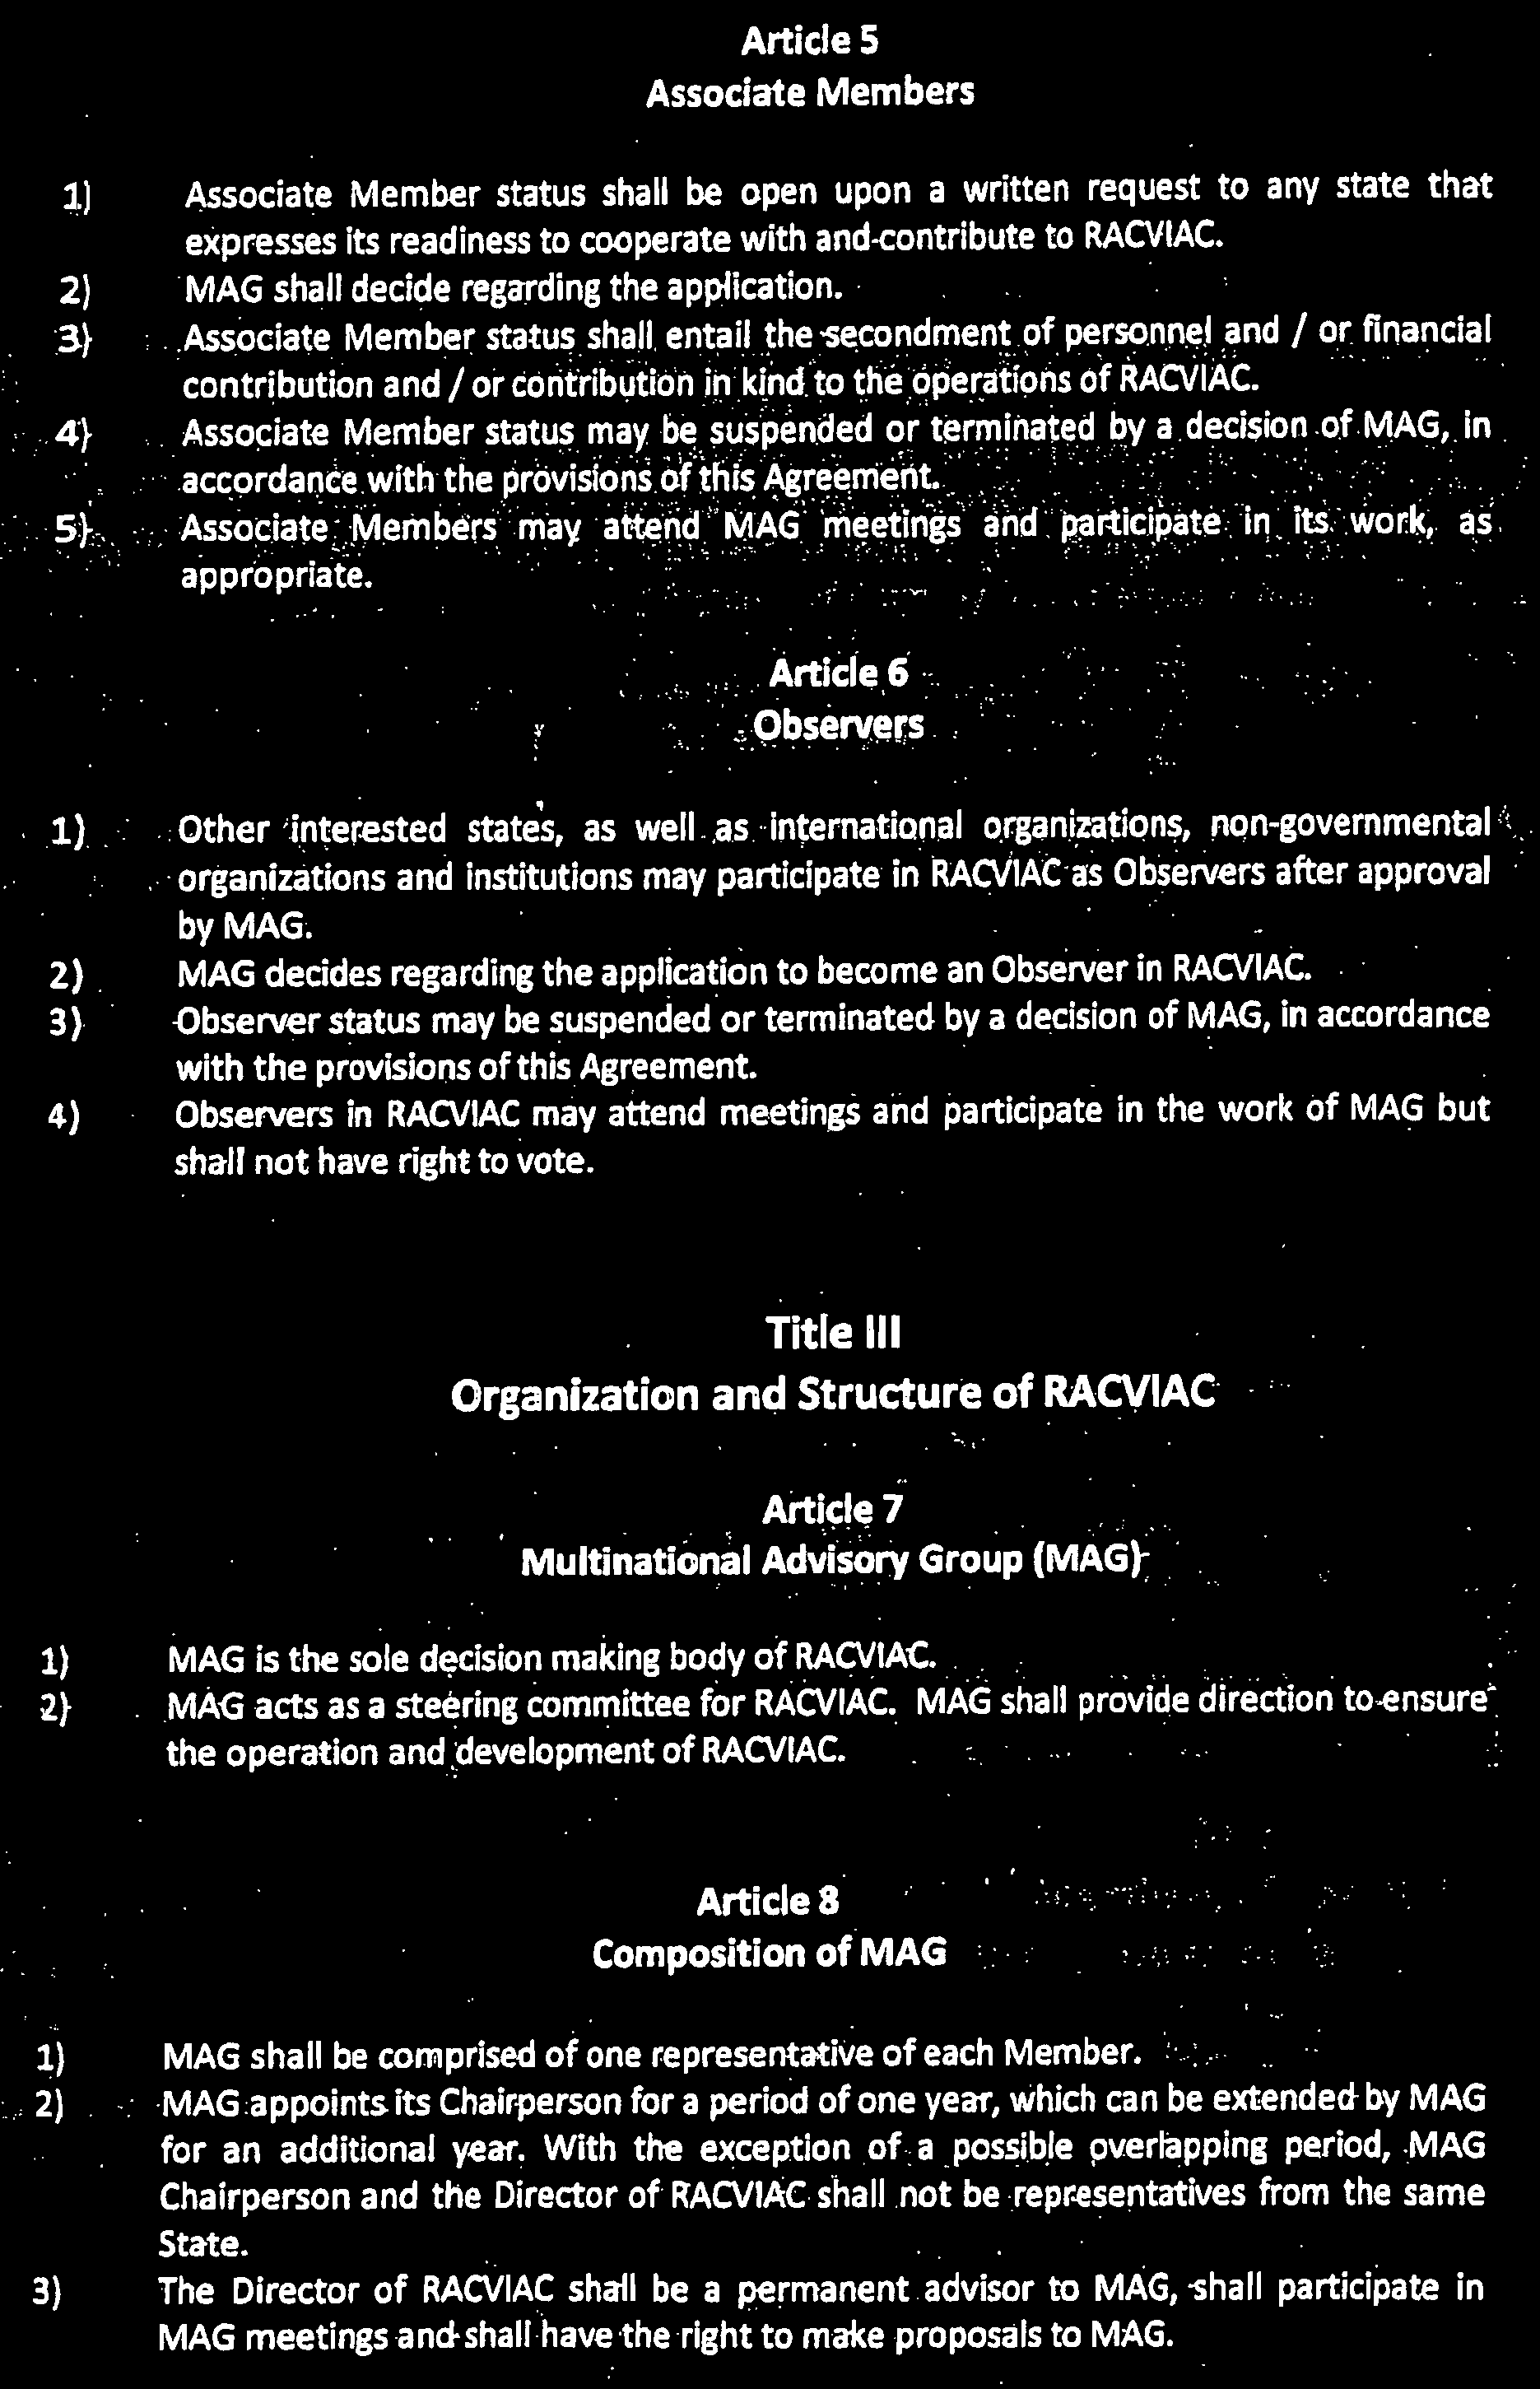 Article 5
Associate Members
1) Associate Member status shall be open upon a written request to any state that
expresses its readiness to cooperate with and contribute to RACVIAC.
2) MAG shall decide regarding the application.
3) Associate Member status shall entail the secondment of personnel and / or financial
contribution and / or contribution in kind to the operations of RACVIAC.
4) Associate Member status may be suspended or terminated by a decision of MAG, in
accordance with the provisions of this Agreement.
5) Associate Members may attend MAG meetings and participate in its work, as
appropriate.
Article 6
Observers
1) Other interested states, as well as international organizations, non-governmental
organizations and institutions may participate in RACVIAC as Observers after approval
by MAG.
2) MAG decides regarding the application to become an Observer in RACVIAC.
3) Observer status may be suspended or terminated by a decision of MAG, in accordance
with the provisions of this Agreement.
4) Observers in RACVIAC may attend meetings and participate in the work of MAG but
shall not have right to vote.
Title III
Organization and Structure of RACVIAC
Article 7
Multinational Advisory Group (MAG)
1) MAG is the sole decision making body of RACVIAC.
2) MAG acts as a steering committee for RACVIAC. MAG shall provide direction to ensure
the operation and development of RACVIAC.
Article 8
Composition of MAG
1) MAG shall be comprised of one representative of each Member.
2) MAG appoints its Chairperson for a period of one year, which can be extended by MAG
for an additional year. With the exception of a possible overlapping period, MAG
Chairperson and the Director of RACVIAC shall not be representatives from the same
State.
3) The Director of RACVIAC shall be a permanent advisor to MAG, shall participate in
MAG meetings and shall have the right to make proposals to MAG.